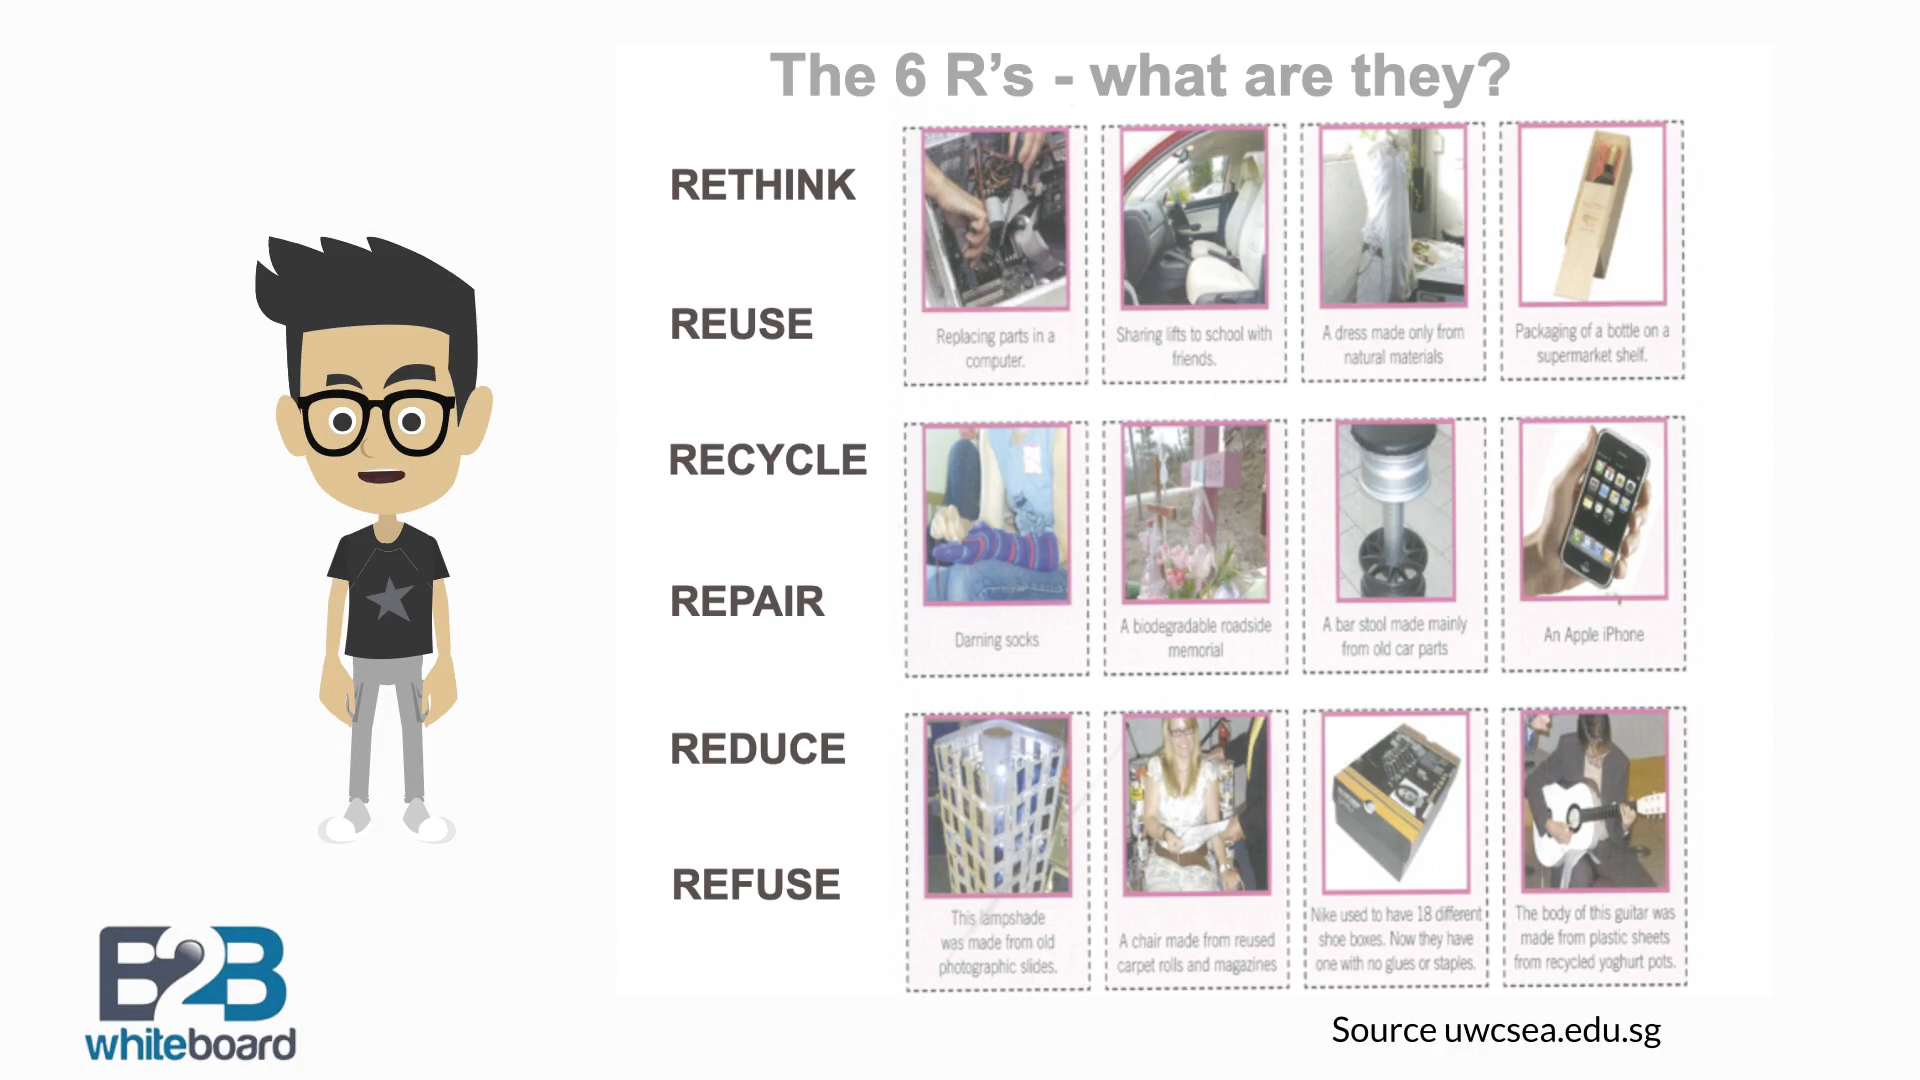 The 6 R’s - what are they?
RETHINK
REUSE
RECYCLE
REPAIR
REDUCE
REFUSE
Replacing parts in a
computer.
Sharing lifts to school with
friends.
A dress made only from
natural materials
Packaging of a bottle on a
supermarket shelf.
Darning socks
A biodegradable roadside
memorial
A bar stool made mainly
from old car parts
An Apple iPhone
This lampshade
was made from old
photographic slides.
A chair made from reused
carpet rolls and magazines
Nike used to have 18 different
shoe boxes. Now they have
one with no glues or staples.
The body of this guitar was
made from plastic sheets
from recycled yoghurt pots.
B2B
whiteboard
Source uwcsea.edu.sg